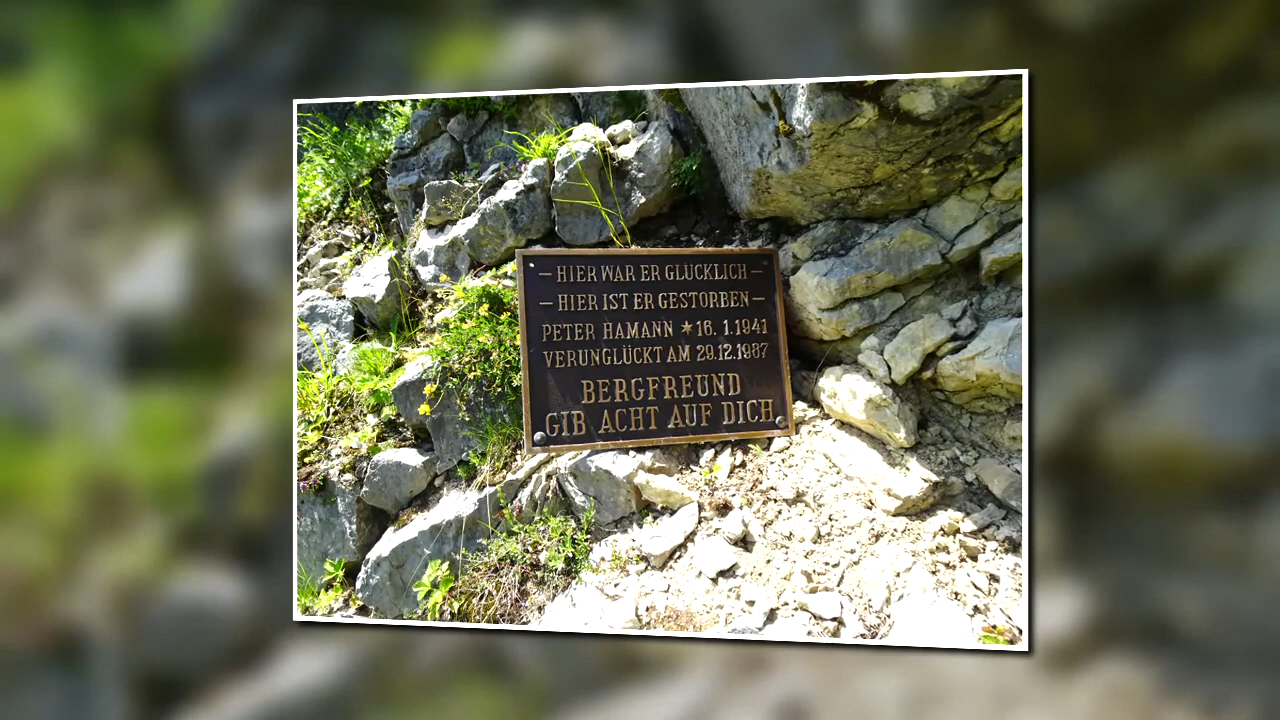 – HIER WAR ER GLÜCKLICH –
– HIER IST ER GESTORBEN –
PETER HAMANN ✶ 16. 1. 1941
VERUNGLÜCKT AM 29.12.1987
BERGFREUND
GIB ACHT AUF DICH